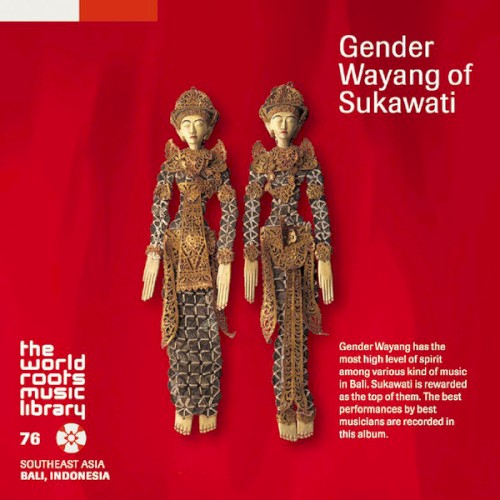 Gender
Wayang of
Sukawati
Gender Wayang has the
most high level of spirit
among various kind of music
in Bali. Sukawati is rewarded
as the top of them. The best
performances by best
musicians are recorded in
this album.
the
world
roots
music
library
76
SOUTHEAST ASIA
BALI, INDONESIA